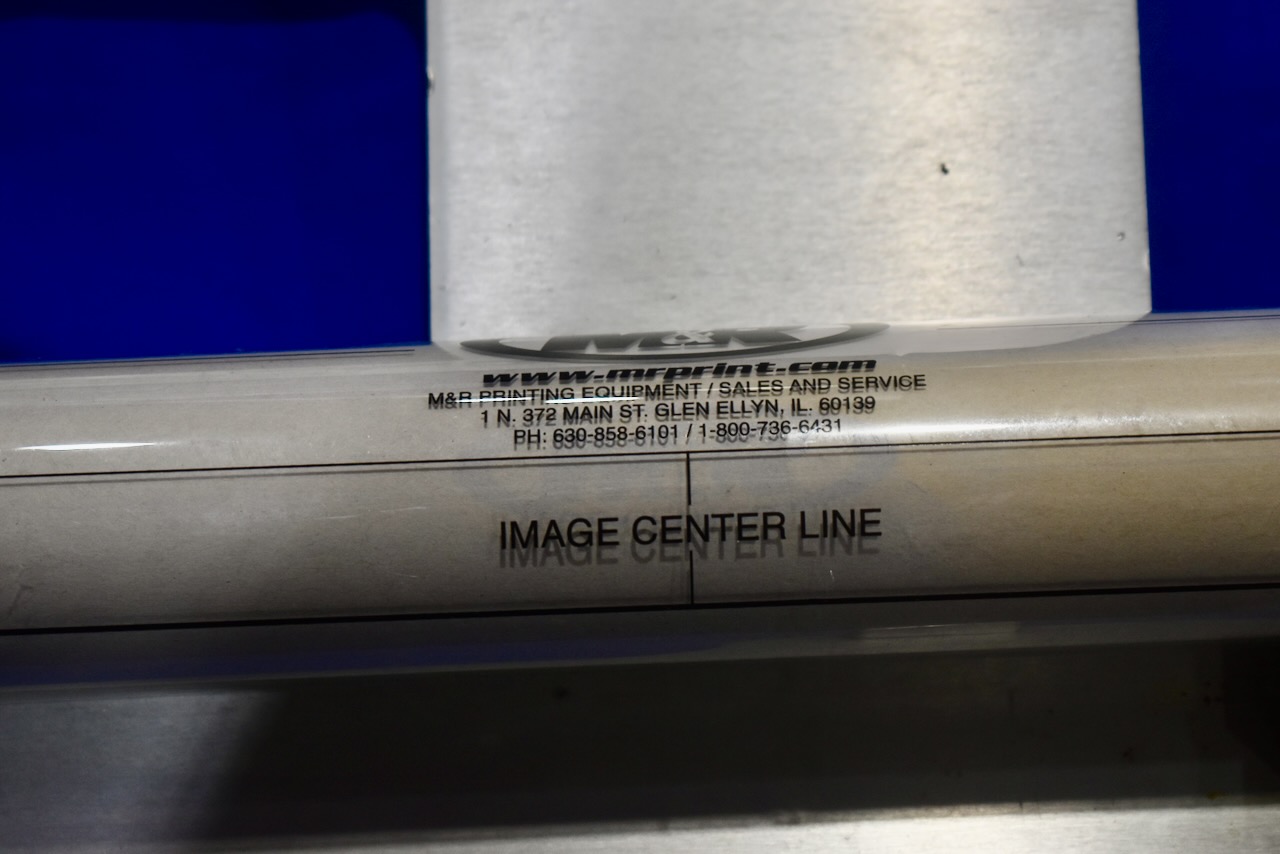 M&R
www.mrprint.com
M&R PRINTING EQUIPMENT / SALES AND SERVICE
1 N. 372 MAIN ST. GLEN ELLYN, IL. 60139
PH: 630-858-6101 / 1-800-736-6431
IMAGE CENTER LINE